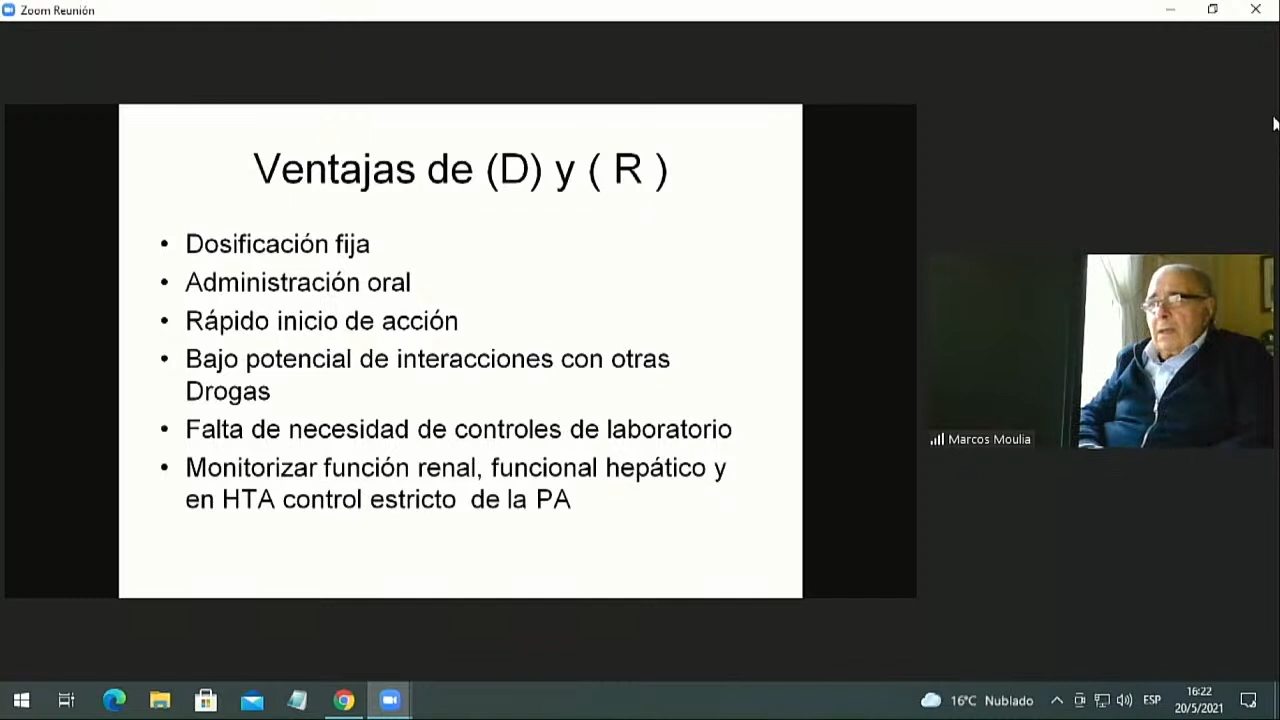 Zoom Reunión
Ventajas de (D) y ( R )
• Dosificación fija
• Administración oral
• Rápido inicio de acción
• Bajo potencial de interacciones con otras
Drogas
• Falta de necesidad de controles de laboratorio
• Monitorizar función renal, funcional hepático y
en HTA control estricto  de la PA
Marcos Moulia
16°C Nublado
ESP
16:22
20/5/2021